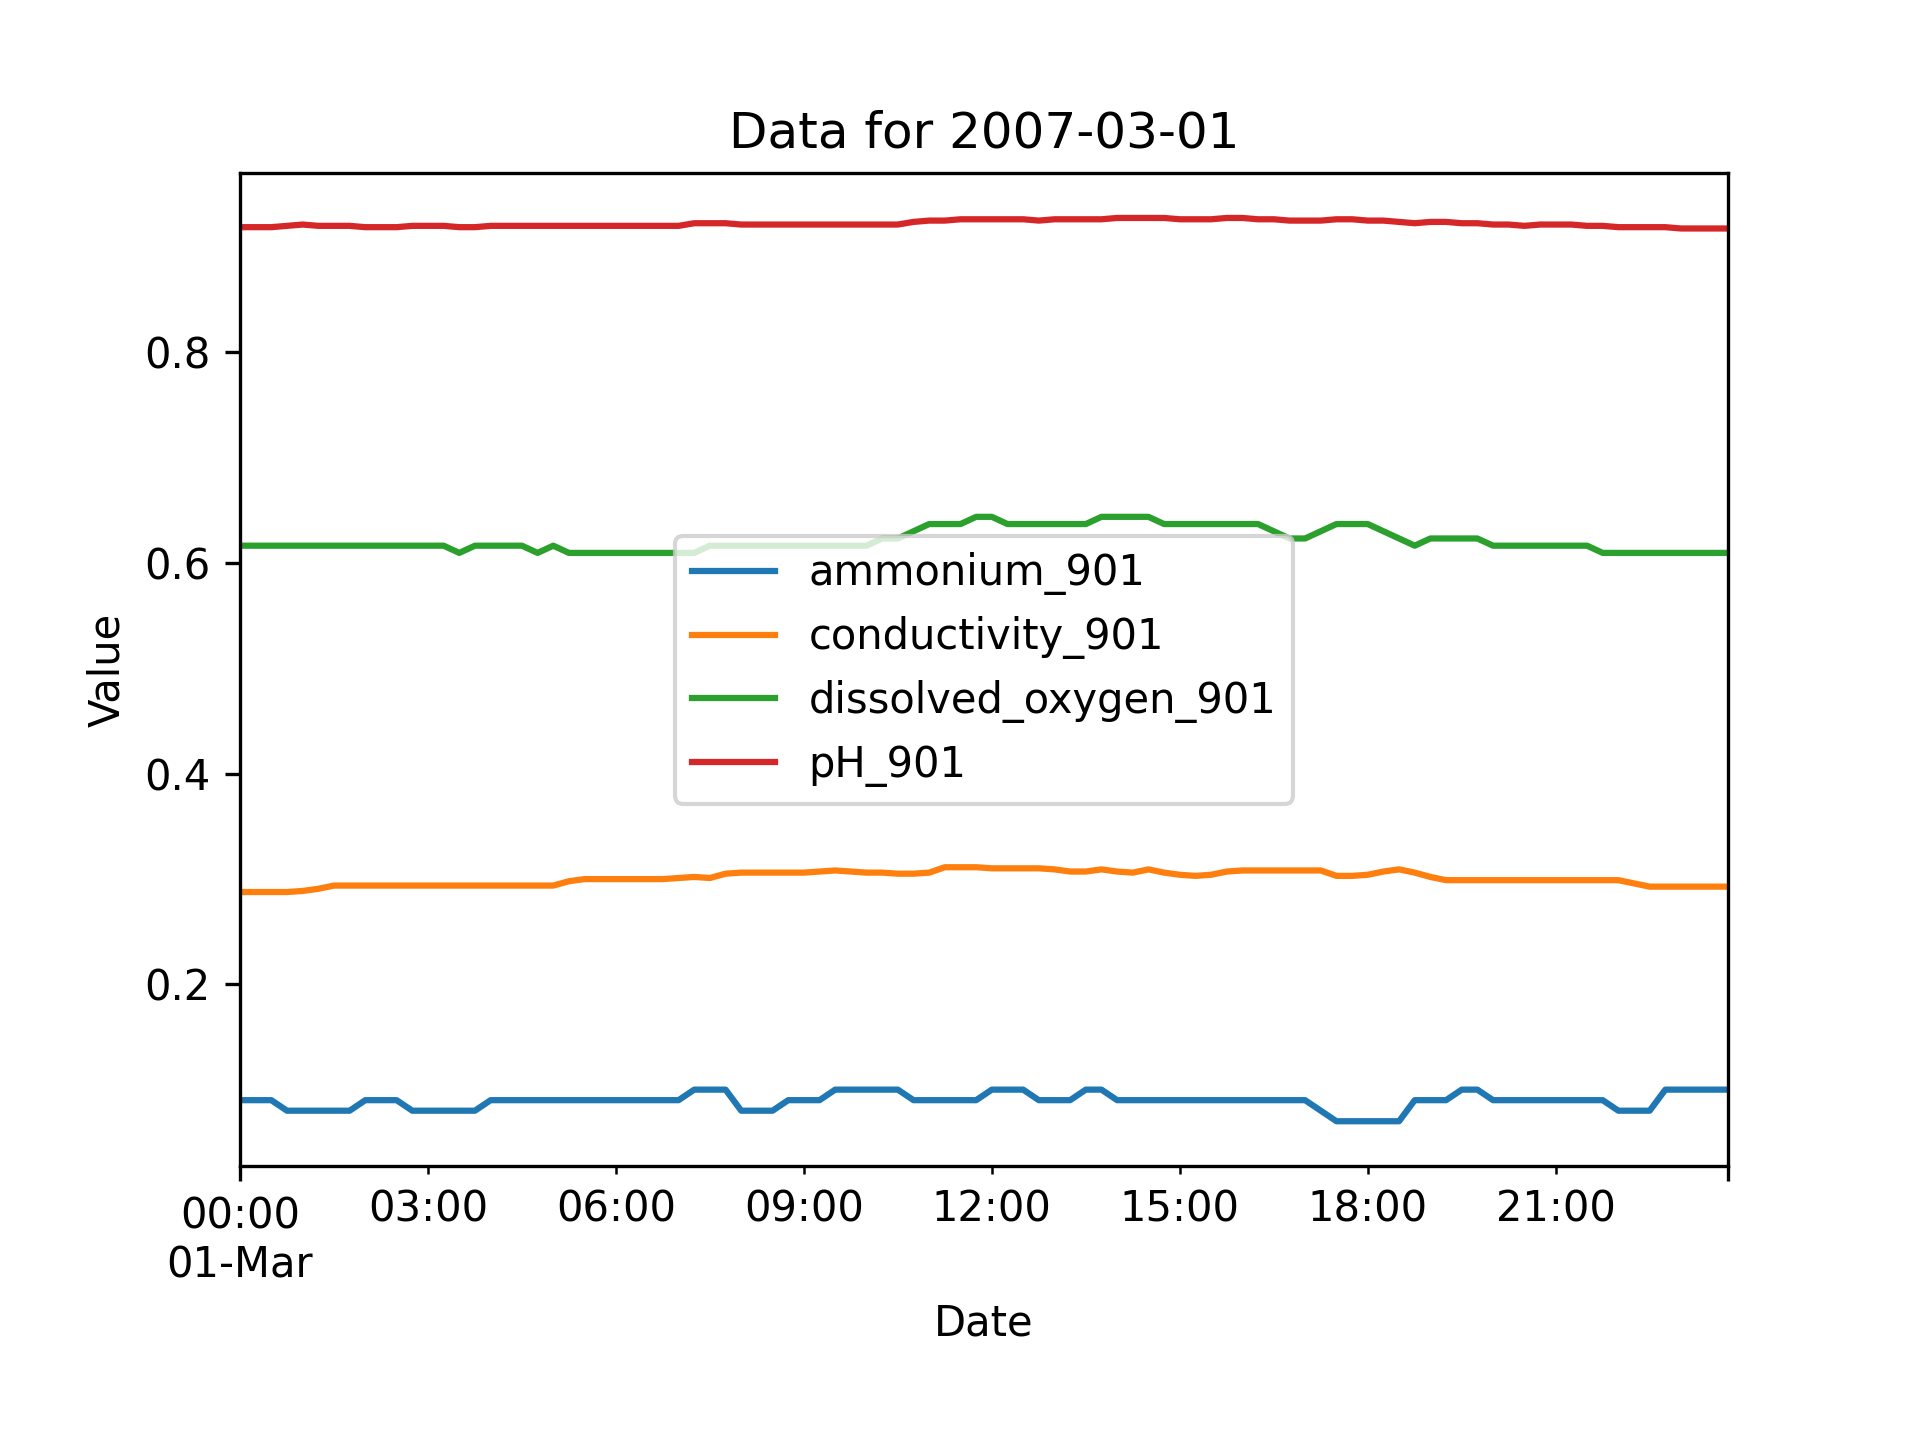 Data for 2007-03-01
Value
0.8
0.6
0.4
0.2
ammonium_901
conductivity_901
dissolved_oxygen_901
pH_901
00:00 03:00 06:00 09:00 12:00 15:00 18:00 21:00
01-Mar
Date